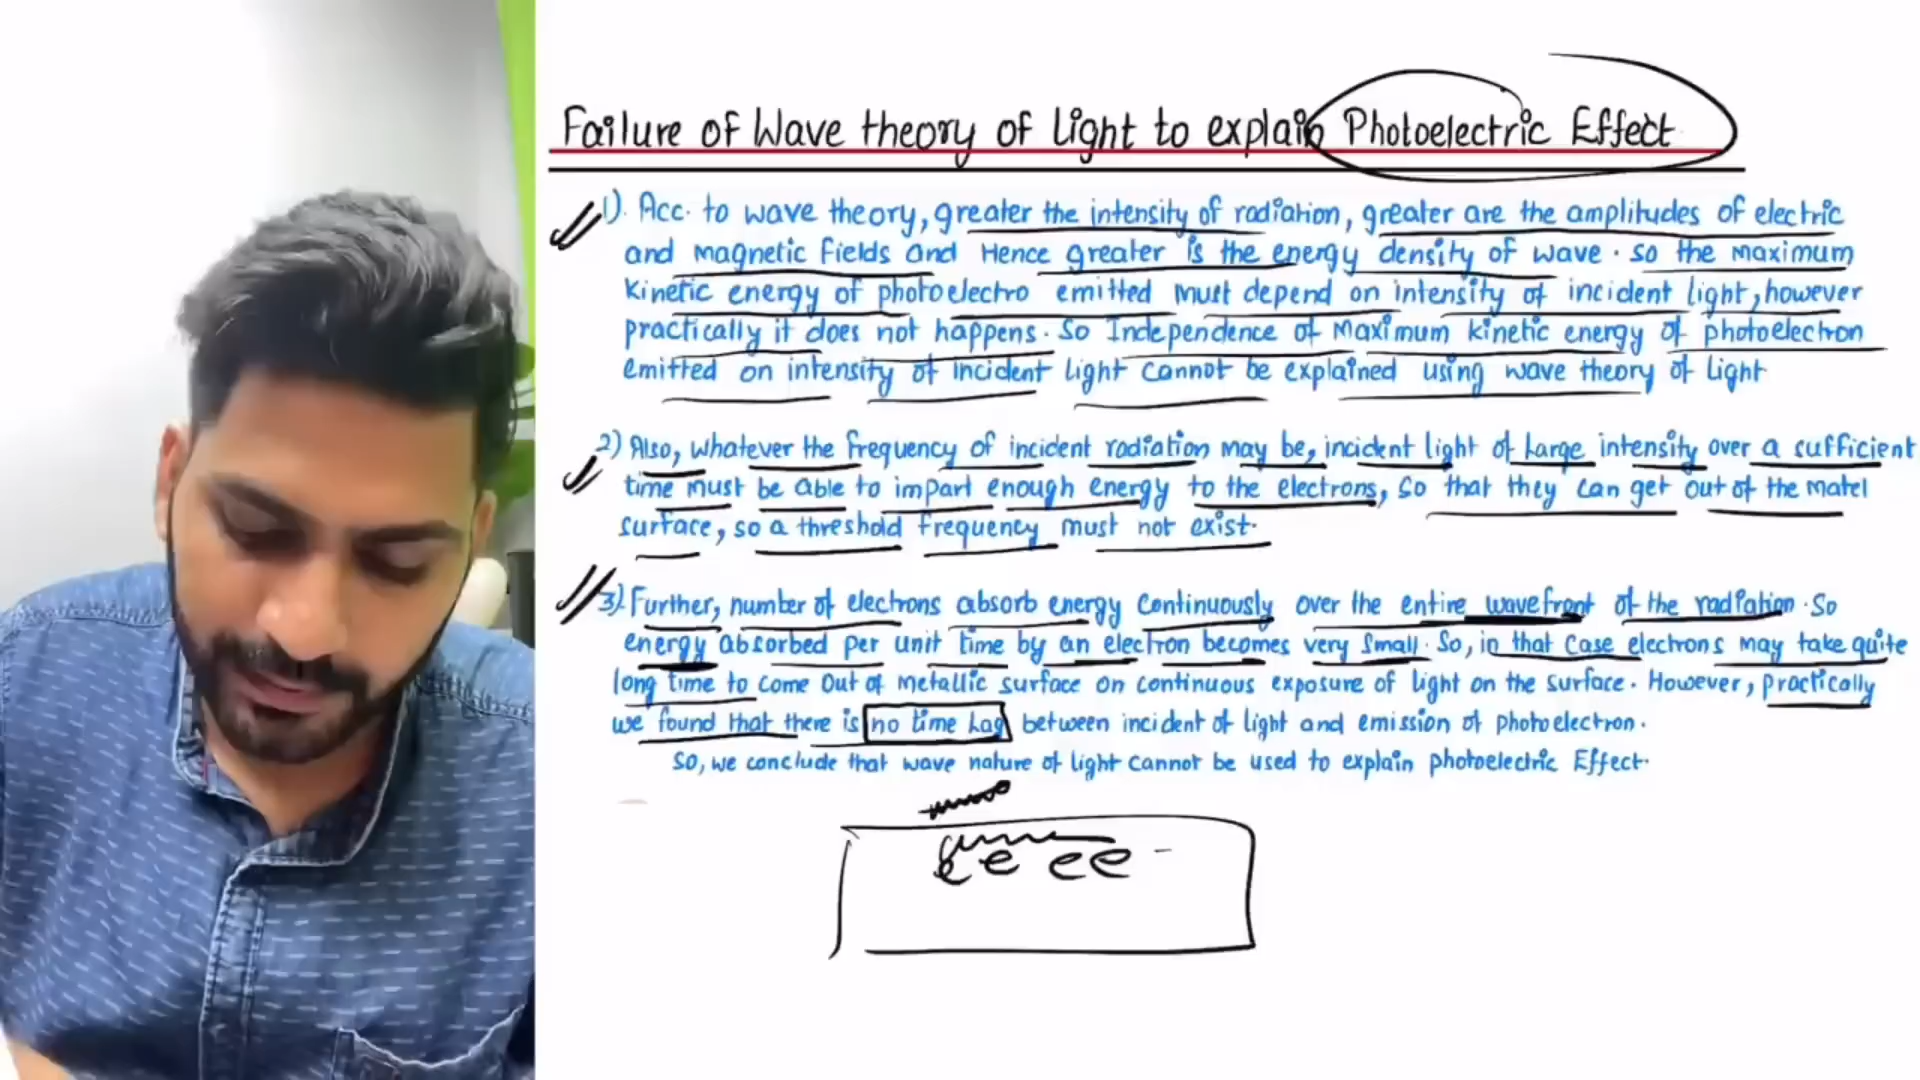 Failure of Wave theory of Light to explain Photoelectric Effect
1). Acc. to wave theory, greater the intensity of radiation, greater are the amplitudes of electric
and magnetic fields and Hence greater is the energy density of wave. So the maximum
Kinetic energy of photoelectro emitted must depend on intensity of incident light, however
practically it does not happens. So Independence of Maximum kinetic energy of photoelectron
emitted on intensity of incident light cannot be explained using wave theory of Light
2) Also, whatever the frequency of incident radiation may be, incident light of Large intensity over a sufficient
time must be able to impart enough energy to the electrons, so that they can get out of the matel
surface, so a threshold frequency must not exist.
3). Further, number of electrons absorb energy continuously over the entire wavefront of the radiation. So
energy absorbed per unit time by an electron becomes very small. So, in that case electrons may take quite
long time to come out of metallic surface on continuous exposure of light on the surface. However, practically
we found that there is no time Lag between incident of light and emission of photoelectron.
So, we conclude that wave nature of light cannot be used to explain photoelectric Effect.
e e e e -